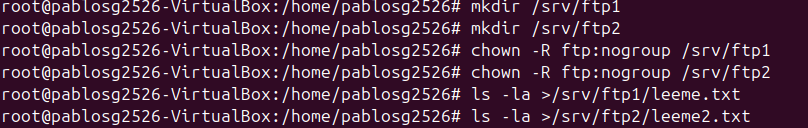 root@pablosg2526-VirtualBox:/home/pablosg2526# mkdir /srv/ftp1
root@pablosg2526-VirtualBox:/home/pablosg2526# mkdir /srv/ftp2
root@pablosg2526-VirtualBox:/home/pablosg2526# chown -R ftp:nogroup /srv/ftp1
root@pablosg2526-VirtualBox:/home/pablosg2526# chown -R ftp:nogroup /srv/ftp2
root@pablosg2526-VirtualBox:/home/pablosg2526# ls -la >/srv/ftp1/leeme.txt
root@pablosg2526-VirtualBox:/home/pablosg2526# ls -la >/srv/ftp2/leeme2.txt